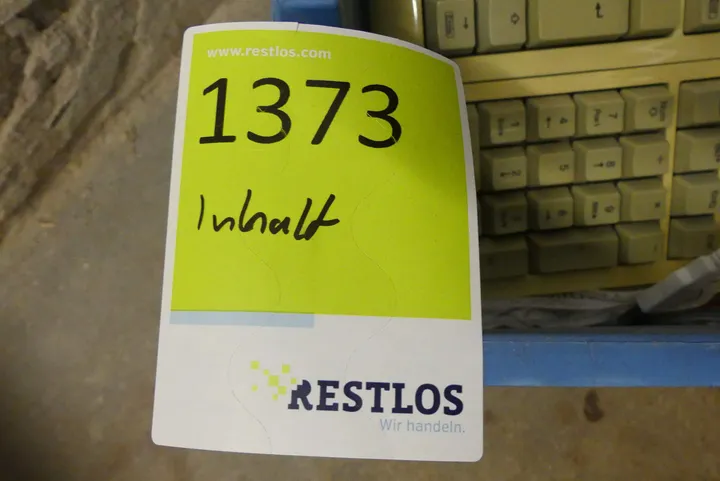 www.restlos.com
1373
Inhalt
RESTLOS
Wir handeln.